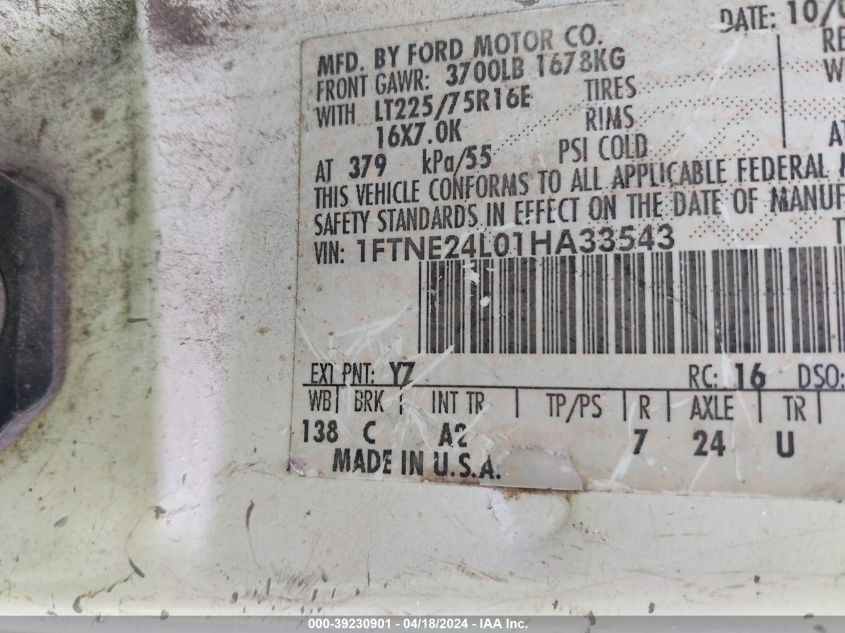 DATE: 10/0
MFD. BY FORD MOTOR CO.
FRONT GAWR: 3700LB 1678KG
WITH LT225/75R16E TIRES
16X7.0K RIMS
AT 379 kPa/55 PSI COLD
THIS VEHICLE CONFORMS TO ALL APPLICABLE FEDERAL
SAFETY STANDARDS IN EFFECT ON THE DATE OF MANUF
VIN: 1FTNE24L01HA33543
EXT PNT: Y7 RC: 16 DSO:
WB BRK INT TR TP/PS R AXLE TR
138 C A2 7 24 U
MADE IN U.S.A.
000-39230901 - 04/18/2024 - IAA